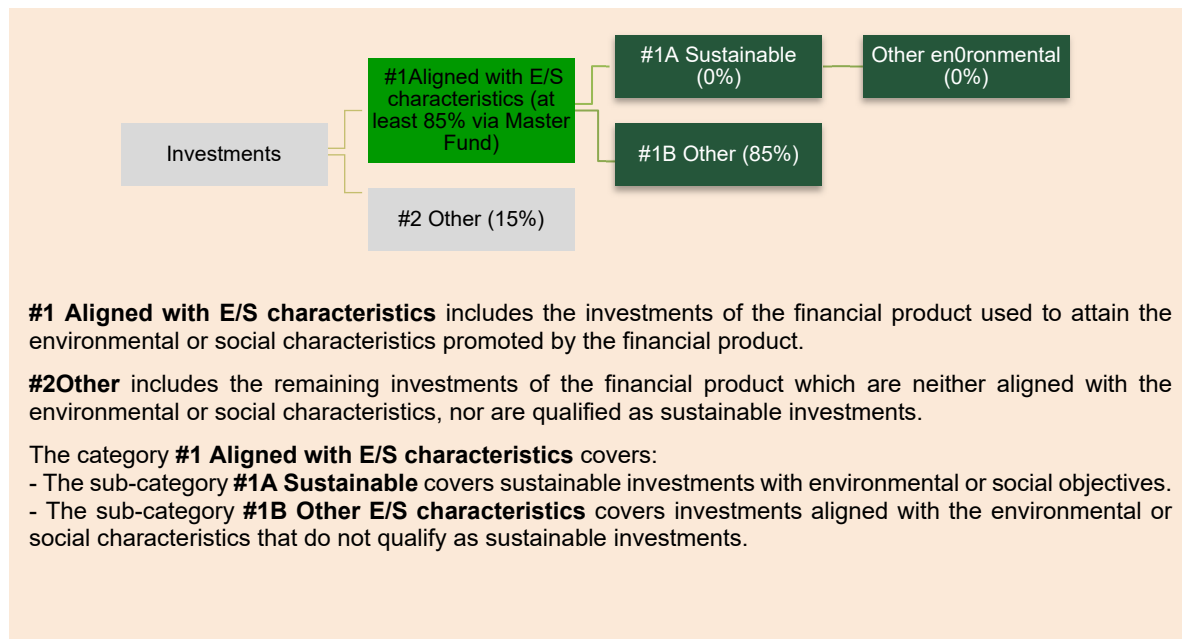 #1A Sustainable
(0%)
Other en0ronmental
(0%)
#1Aligned with E/S
characteristics (at
least 85% via Master
Fund)
Investments
#1B Other (85%)
#2 Other (15%)
#1 Aligned with E/S characteristics includes the investments of the financial product used to attain the
environmental or social characteristics promoted by the financial product.
#2Other includes the remaining investments of the financial product which are neither aligned with the
environmental or social characteristics, nor are qualified as sustainable investments.
The category #1 Aligned with E/S characteristics covers:
- The sub-category #1A Sustainable covers sustainable investments with environmental or social objectives.
- The sub-category #1B Other E/S characteristics covers investments aligned with the environmental or
social characteristics that do not qualify as sustainable investments.